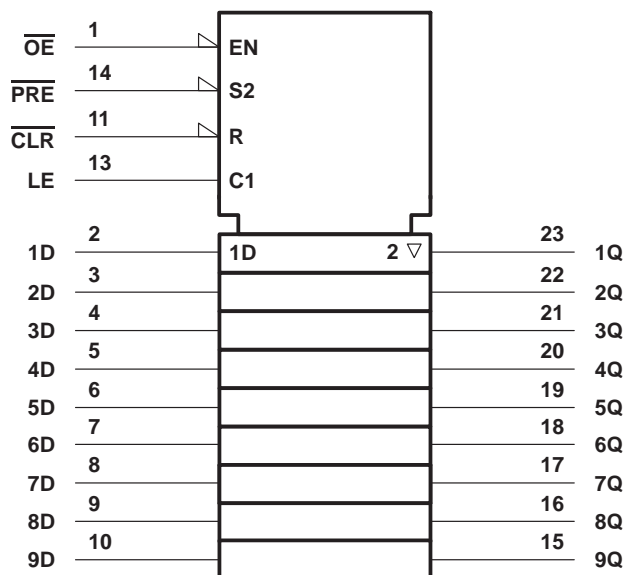 OE 1 EN
PRE 14 S2
CLR 11 R
LE 13 C1
1D 2 1D 2 ▽ 23 1Q
2D 3 22 2Q
3D 4 21 3Q
4D 5 20 4Q
5D 6 19 5Q
6D 7 18 6Q
7D 8 17 7Q
8D 9 16 8Q
9D 10 15 9Q